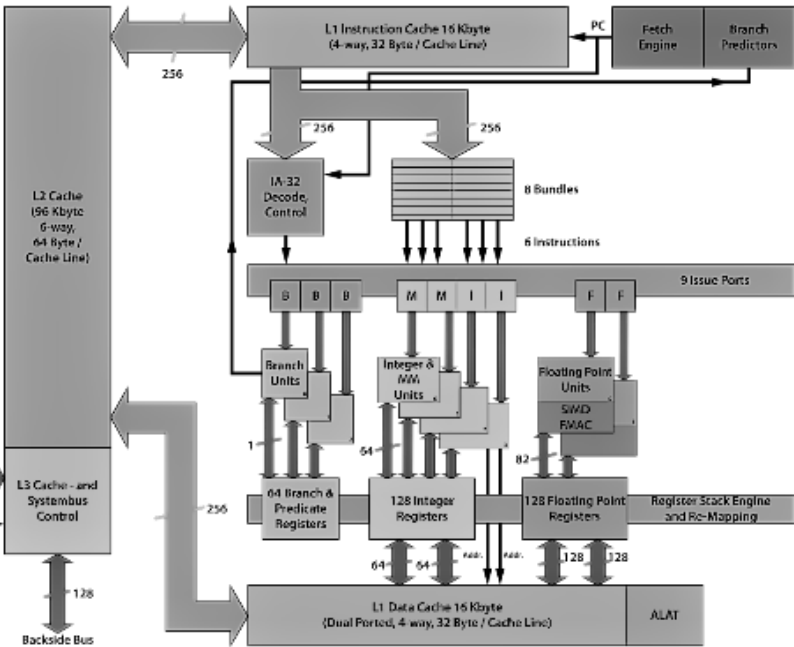 L1 Instruction Cache 16 Kbyte
(4-way, 32 Byte / Cache Line)
PC
Fetch
Engine
Branch
Predictors
256
256
256
L2 Cache
(96 Kbyte
6-way,
64 Byte /
Cache Line)
IA-32
Decode,
Control
8 Bundles
6 Instructions
9 Issue Ports
B
B
B
M
M
I
I
F
F
Branch
Units
Integer &
MM
Units
Floating Point
Units
SIMD
FMAC
1
64
82
L3 Cache - and
Systembus
Control
256
64 Branch &
Predicate
Registers
128 Integer
Registers
128 Floating Point
Registers
Register Stack Engine
and Re-Mapping
64
64
Addr.
Addr.
128
128
128
Backside Bus
L1 Data Cache 16 Kbyte
(Dual Ported, 4-way, 32 Byte / Cache Line)
ALAT